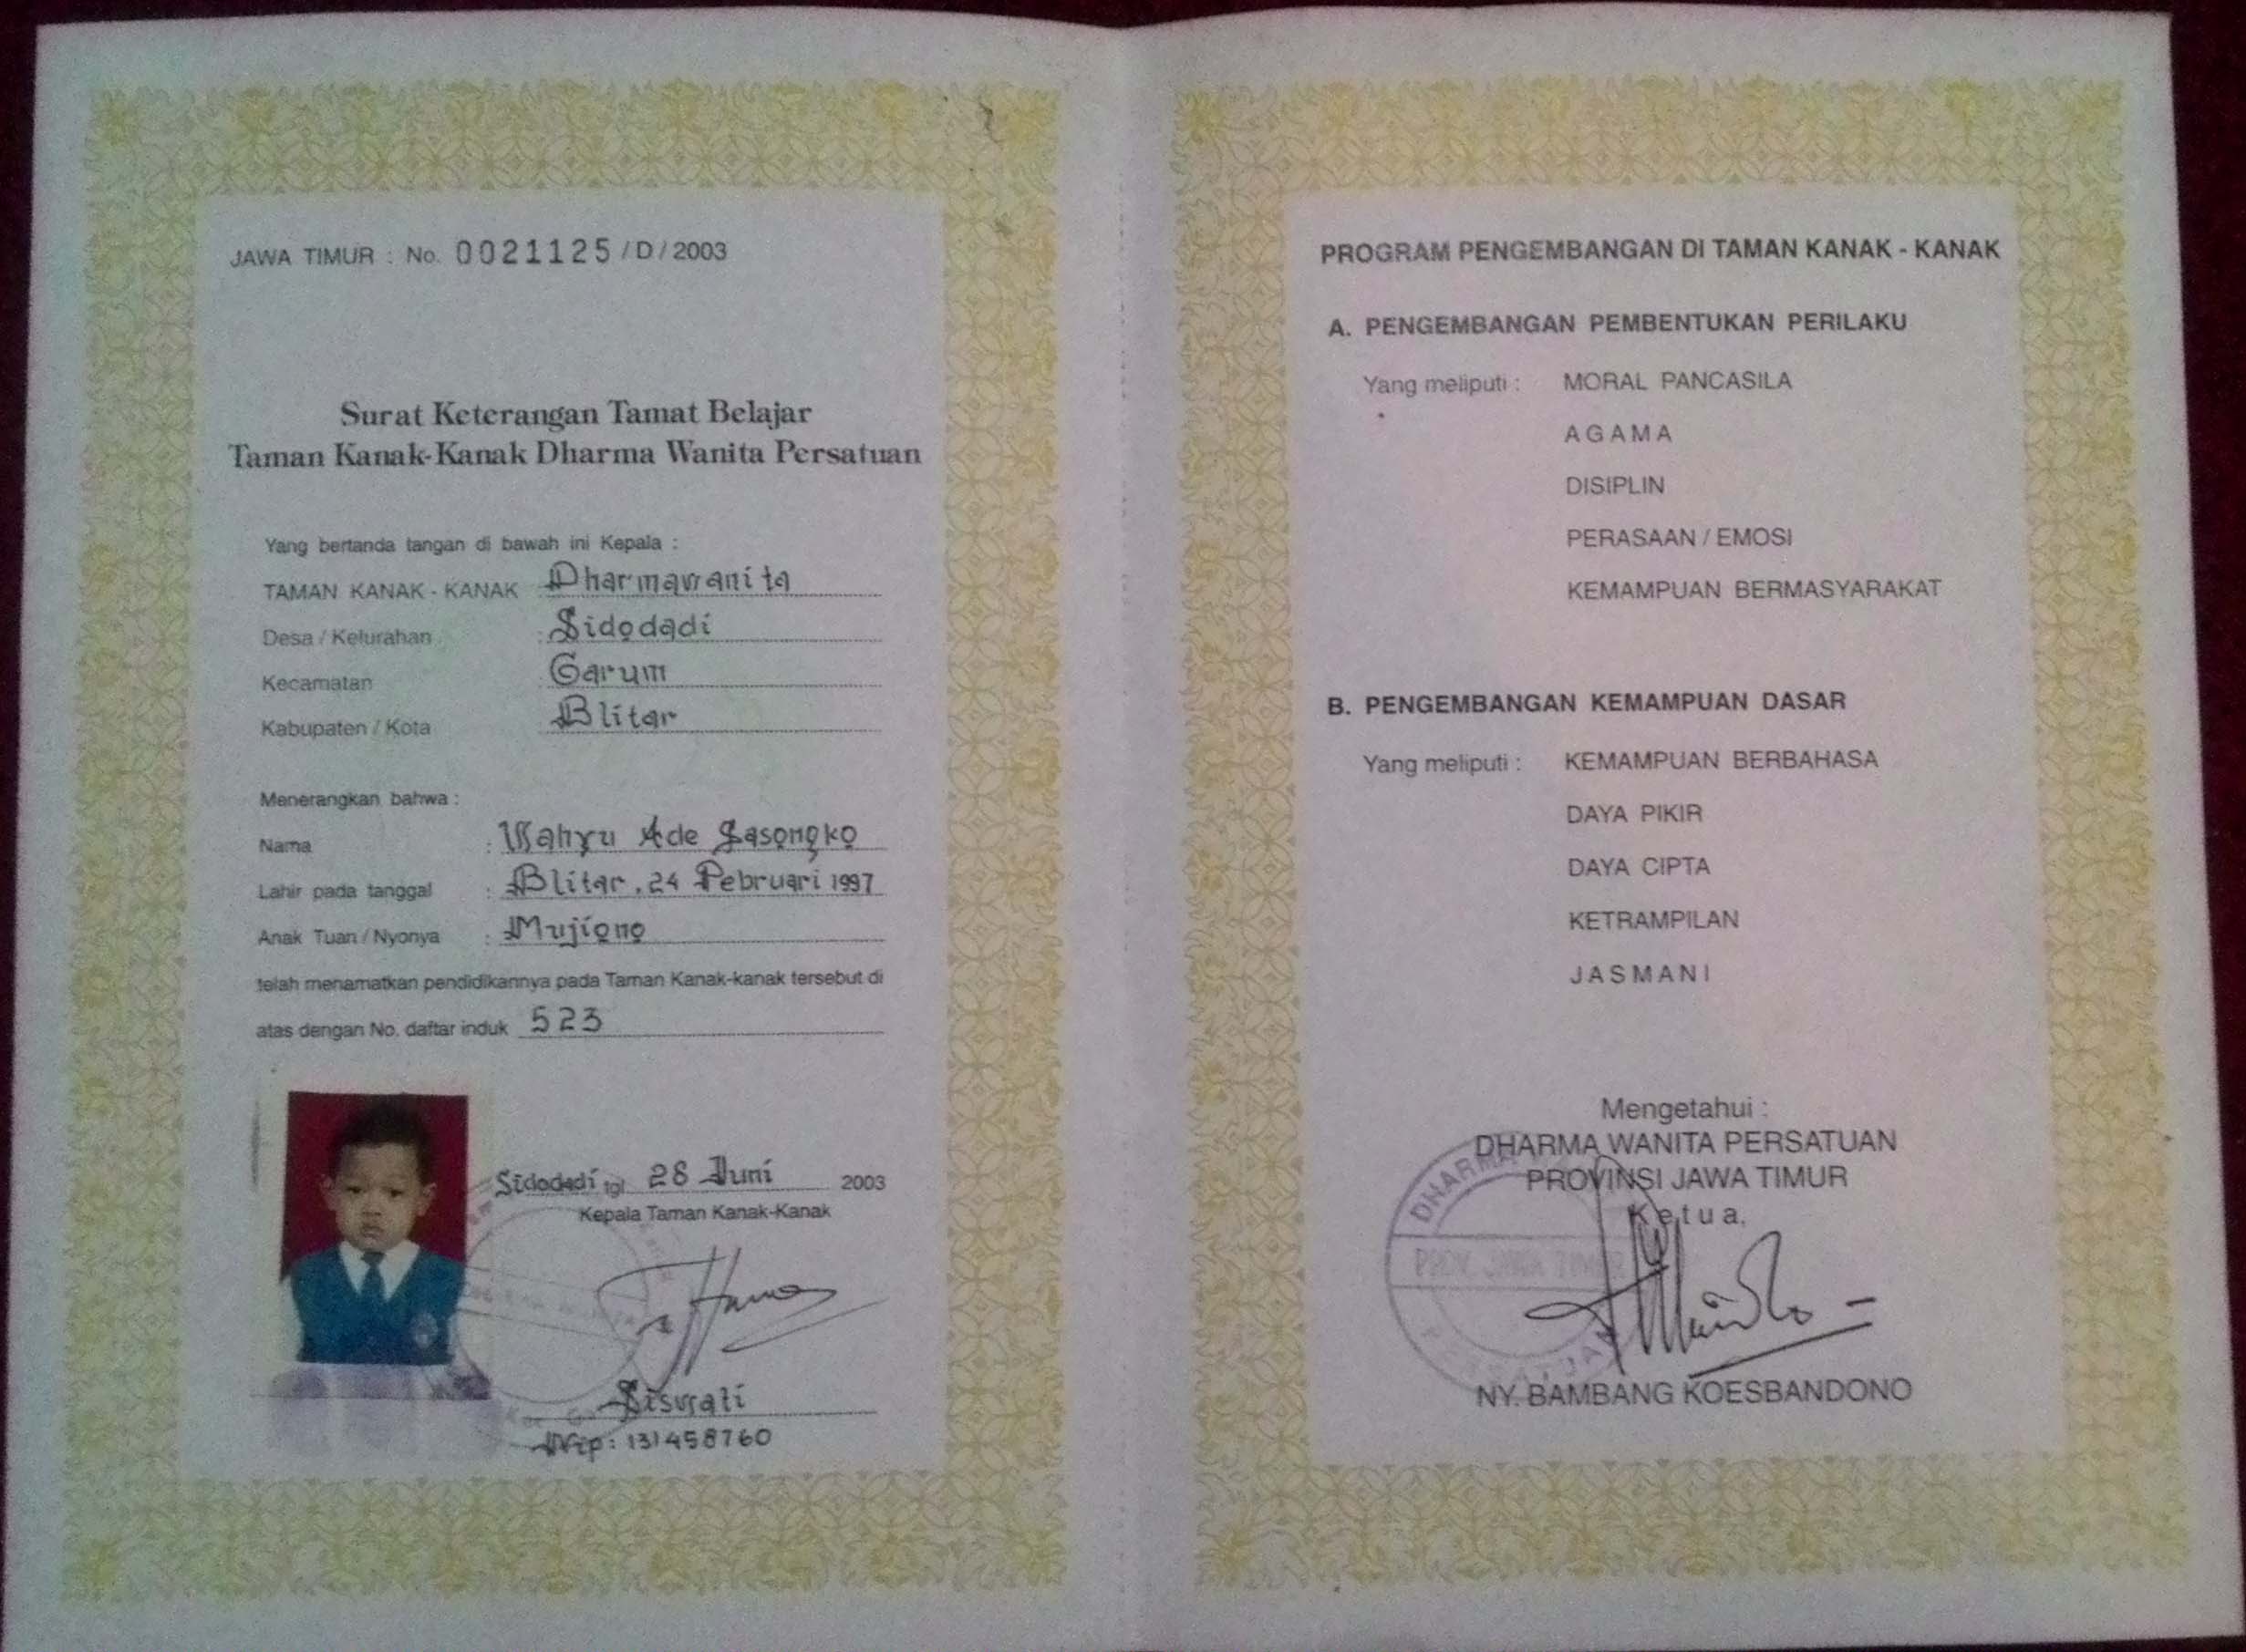 JAWA TIMUR : No. 0021125 / D / 2003
Surat Keterangan Tamat Belajar
Taman Kanak-Kanak Dharma Wanita Persatuan
Yang bertanda tangan di bawah ini Kepala :
TAMAN KANAK - KANAK Dharmawanita
Desa / Kelurahan : Sidodadi
Kecamatan Garum
Kabupaten / Kota Blitar
Menerangkan bahwa :
Nama : Wahyu Ade Sasongko
Lahir pada tanggal : Blitar, 24 Pebruari 1997
Anak Tuan / Nyonya : Mujiono
telah menamatkan pendidikannya pada Taman Kanak-kanak tersebut di
atas dengan No. daftar induk 523
Sidodadi tgl 28 Juni 2003
Kepala Taman Kanak-Kanak
Siswati
Nip: 131458760
PROGRAM PENGEMBANGAN DI TAMAN KANAK - KANAK
A. PENGEMBANGAN PEMBENTUKAN PERILAKU
Yang meliputi : MORAL PANCASILA
AGAMA
DISIPLIN
PERASAAN / EMOSI
KEMAMPUAN BERMASYARAKAT
B. PENGEMBANGAN KEMAMPUAN DASAR
Yang meliputi : KEMAMPUAN BERBAHASA
DAYA PIKIR
DAYA CIPTA
KETRAMPILAN
JASMANI
Mengetahui :
DHARMA WANITA PERSATUAN
PROVINSI JAWA TIMUR
Ketua,
DHARMA
PROV. JAWA TIMUR
PERSATUAN
NY. BAMBANG KOESBANDONO